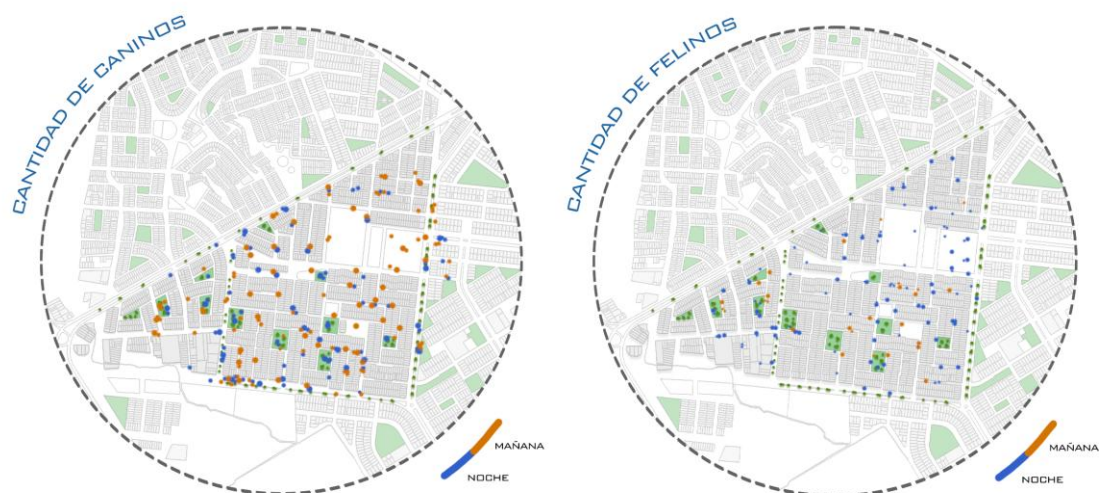 CANTIDAD DE CANINOS
MAÑANA
NOCHE
CANTIDAD DE FELINOS
MAÑANA
NOCHE